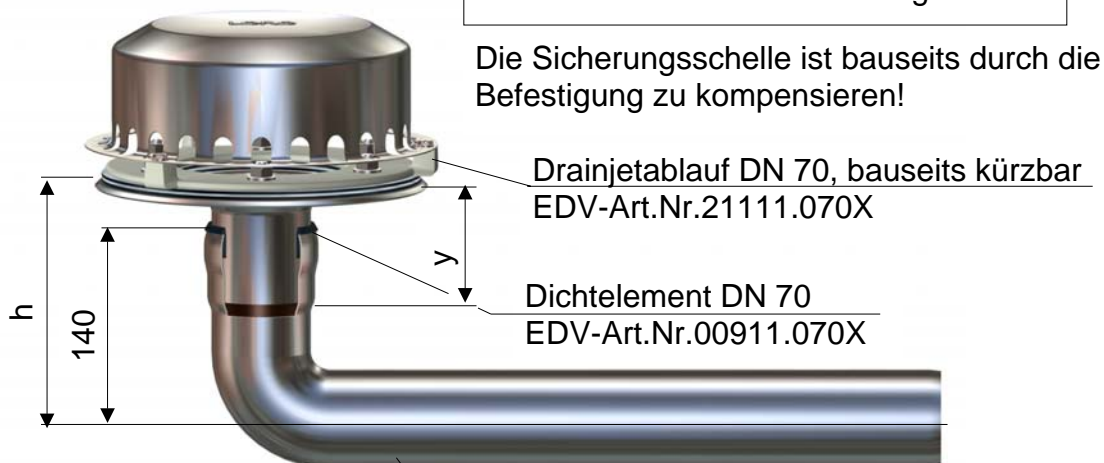 Die Sicherungsschelle ist bauseits durch die
Befestigung zu kompensieren!
Drainjetablauf DN 70, bauseits kürzbar
EDV-Art.Nr.21111.070X
y
Dichtelement DN 70
EDV-Art.Nr.00911.070X
h
140